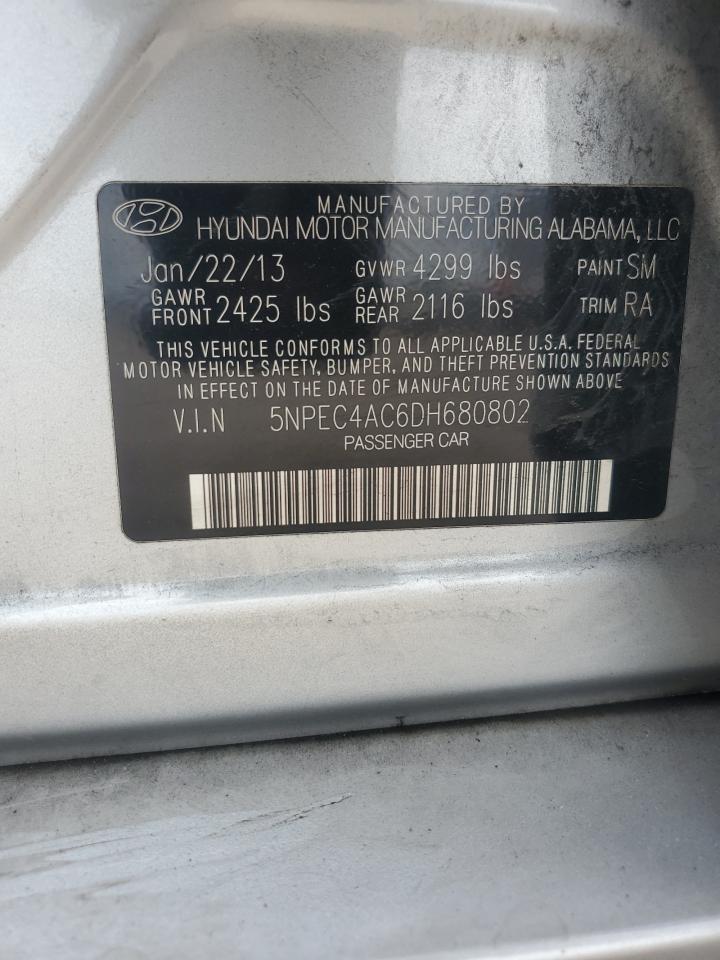 MANUFACTURED BY
HYUNDAI MOTOR MANUFACTURING ALABAMA, LLC
Jan/22/13 GVWR 4299 lbs PAINT SM
GAWR FRONT 2425 lbs GAWR REAR 2116 lbs TRIM RA
THIS VEHICLE CONFORMS TO ALL APPLICABLE U.S.A. FEDERAL
MOTOR VEHICLE SAFETY, BUMPER, AND THEFT PREVENTION STANDARDS
IN EFFECT ON THE DATE OF MANUFACTURE SHOWN ABOVE
V.I.N 5NPEC4AC6DH680802
PASSENGER CAR